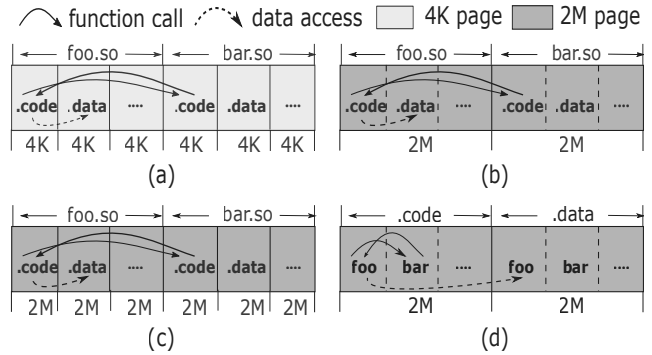 function call data access 4K page 2M page
foo.so bar.so
.code .data .... .code .data ....
4K 4K 4K 4K 4K 4K
(a)
foo.so bar.so
.code .data .... .code .data ....
2M 2M
(b)
foo.so bar.so
.code .data .... .code .data ....
2M 2M 2M 2M 2M 2M
(c)
.code .data
foo bar .... foo bar ....
2M 2M
(d)